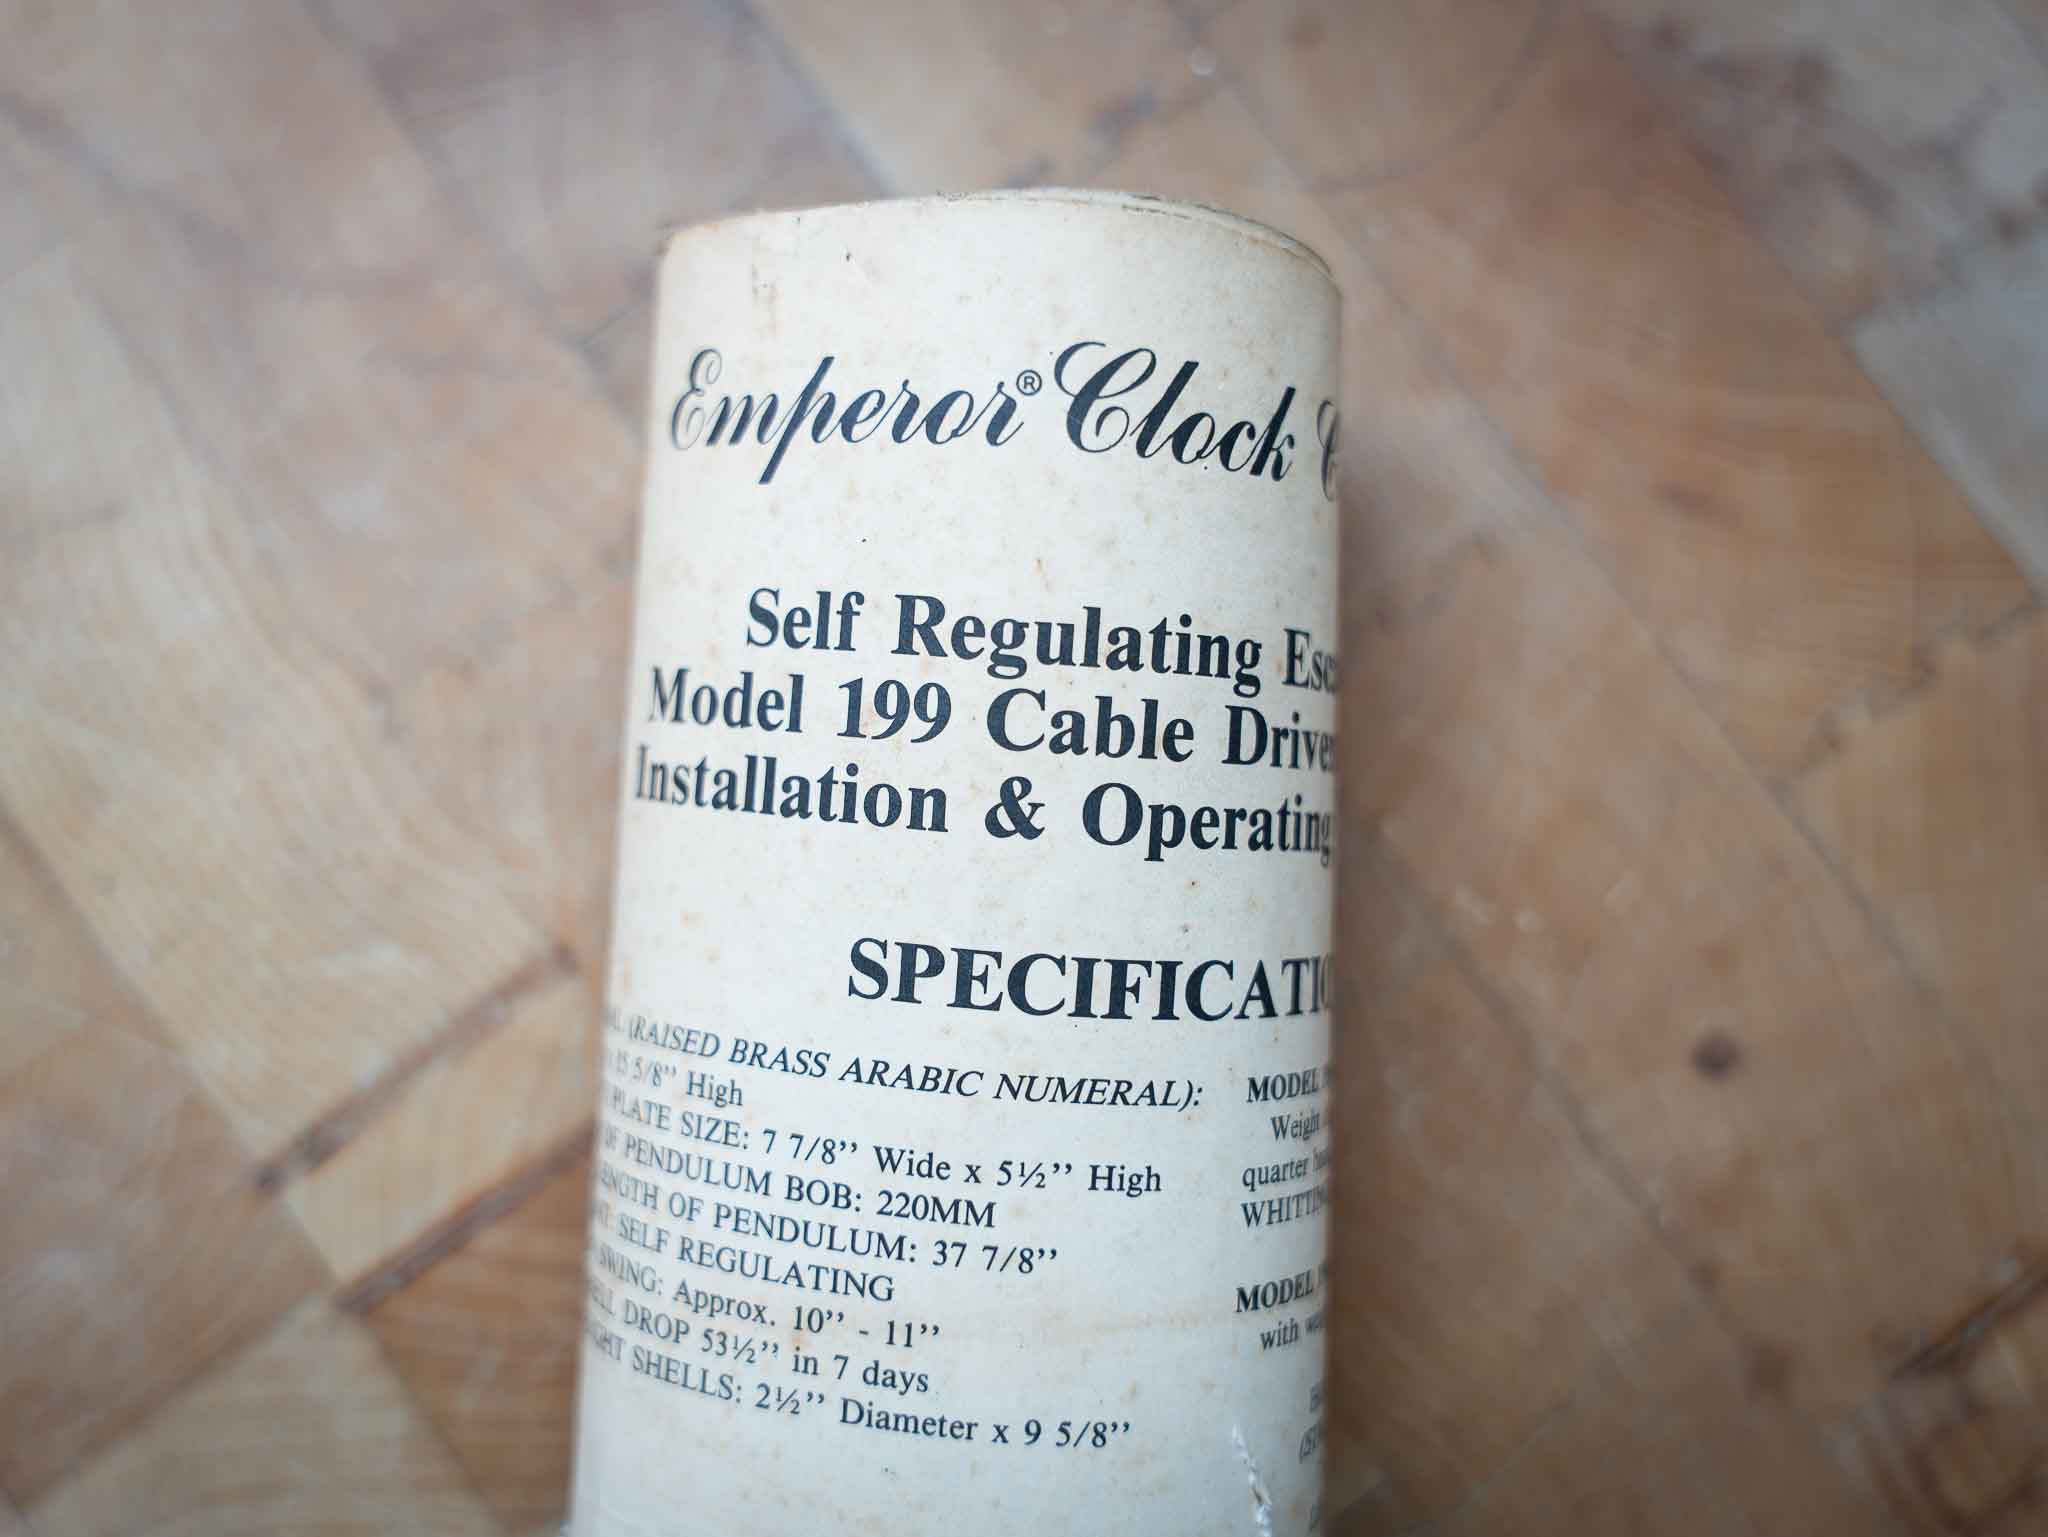 Emperor® Clock
Self Regulating
Model 199 Cable
Installation & Operating
(RAISED BRASS ARABIC NUMERAL):
15 5/8’’ High
PLATE SIZE: 7 7/8’’ Wide x 5½’’ High
OF PENDULUM BOB: 220MM
LENGTH OF PENDULUM: 37 7/8’’
SELF REGULATING
SWING: Approx. 10’’ - 11’’
DROP 53½’’ in 7 days
SHELLS: 2½’’ Diameter x 9 5/8’’
MODEL
Weight
quarter
MODEL
with